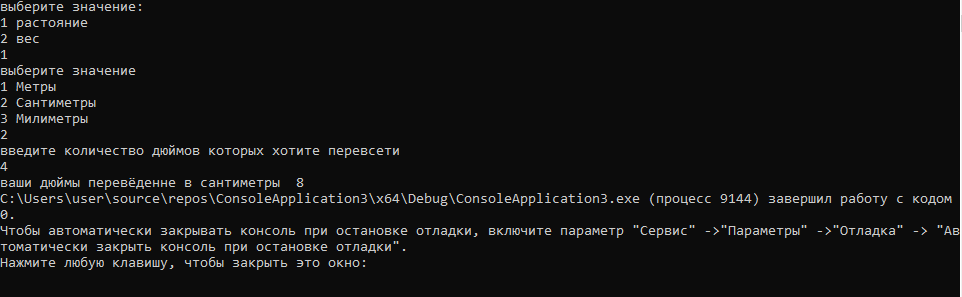 выберите значение:
1 растояние
2 вес
1
выберите значение
1 Метры
2 Сантиметры
3 Милиметры
2
введите количество дюймов которых хотите перевсети
4
ваши дюймы перевёденне в сантиметры  8
C:\Users\user\source\repos\ConsoleApplication3\x64\Debug\ConsoleApplication3.exe (процесс 9144) завершил работу с кодом
0.
Чтобы автоматически закрывать консоль при остановке отладки, включите параметр "Сервис" ->"Параметры" ->"Отладка" -> "Ав
томатически закрыть консоль при остановке отладки".
Нажмите любую клавишу, чтобы закрыть это окно: